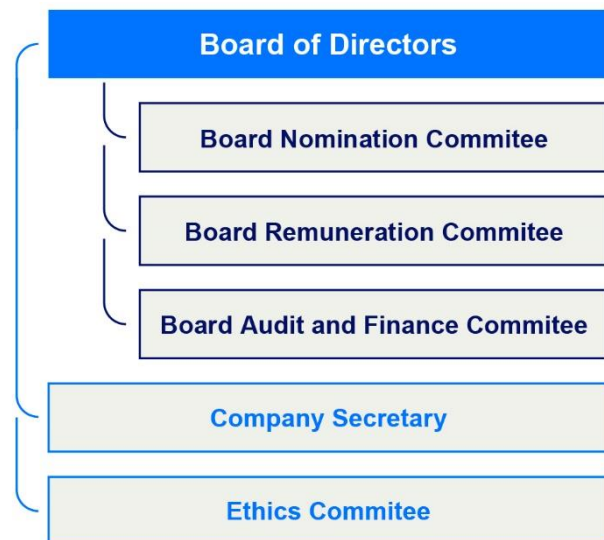 Board of Directors
Board Nomination Commitee
Board Remuneration Commitee
Board Audit and Finance Commitee
Company Secretary
Ethics Commitee